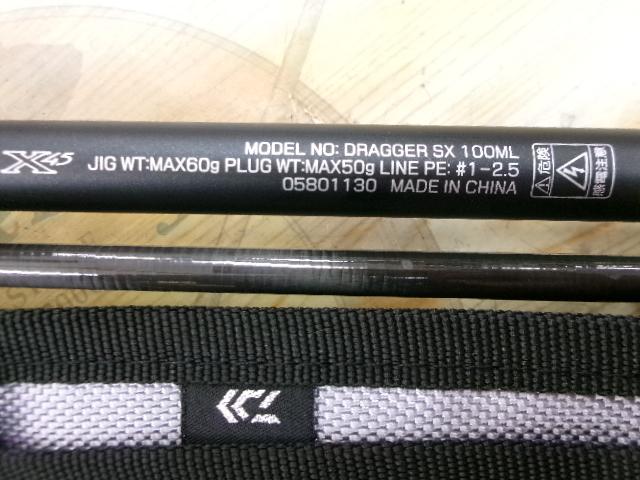 X45
MODEL NO: DRAGGER SX 100ML
JIG WT:MAX60g PLUG WT:MAX50g LINE PE: #1-2.5
05801130 MADE IN CHINA
危険
感電注意